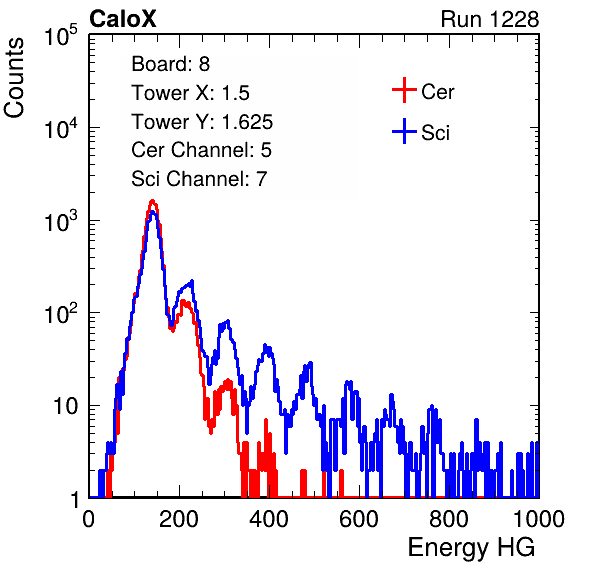 CaloX Run 1228
Counts
10^5
10^4
10^3
10^2
10
1
Board: 8
Tower X: 1.5
Tower Y: 1.625
Cer Channel: 5
Sci Channel: 7
Cer
Sci
0 200 400 600 800 1000
Energy HG